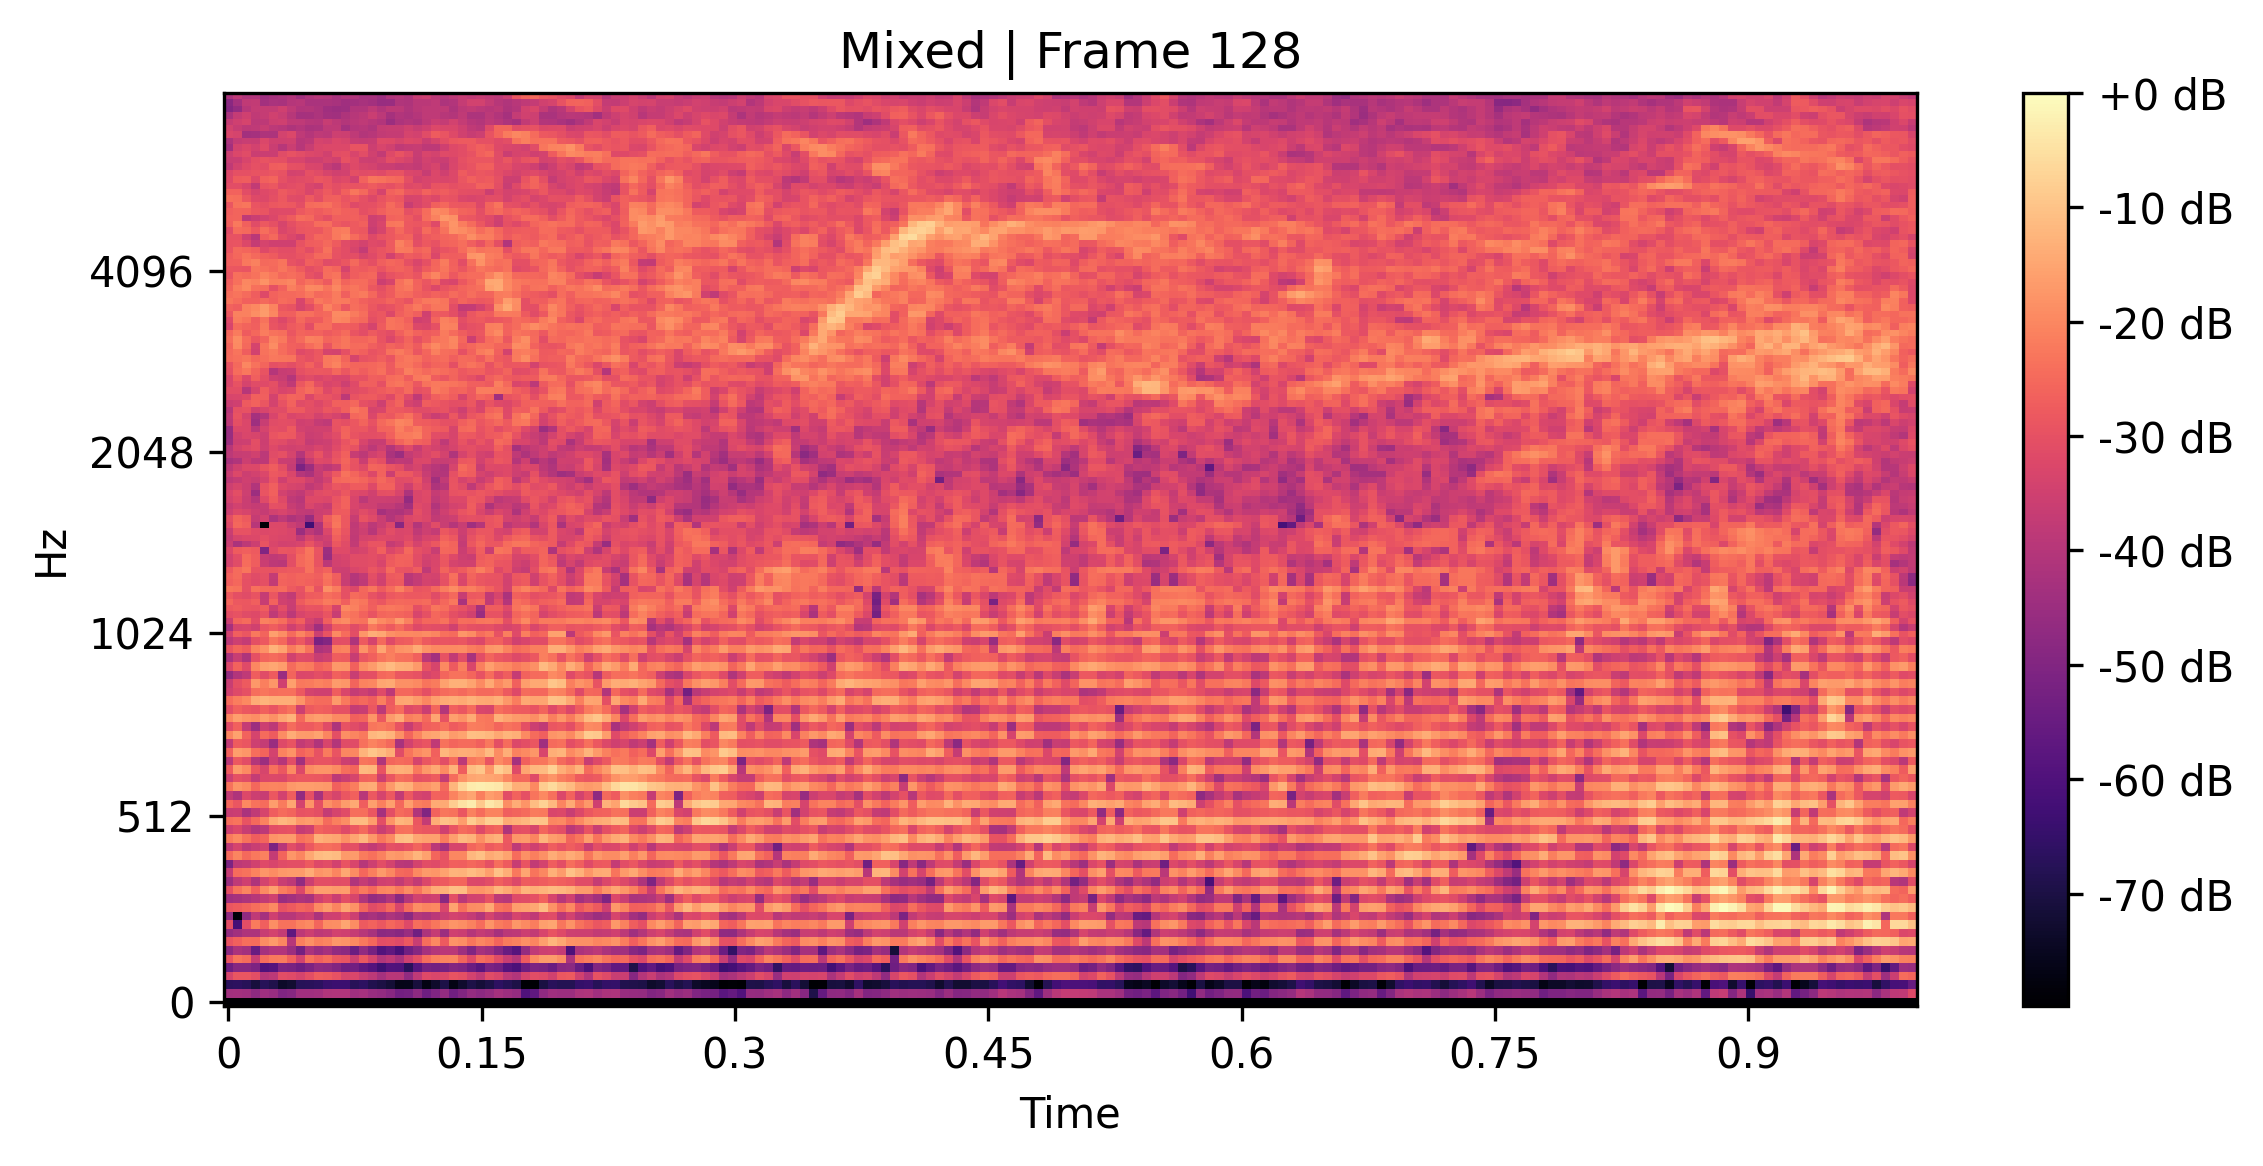 Mixed | Frame 128
+0 dB
-10 dB
-20 dB
-30 dB
-40 dB
-50 dB
-60 dB
-70 dB
4096
2048
1024
512
0
Hz
0 0.15 0.3 0.45 0.6 0.75 0.9
Time